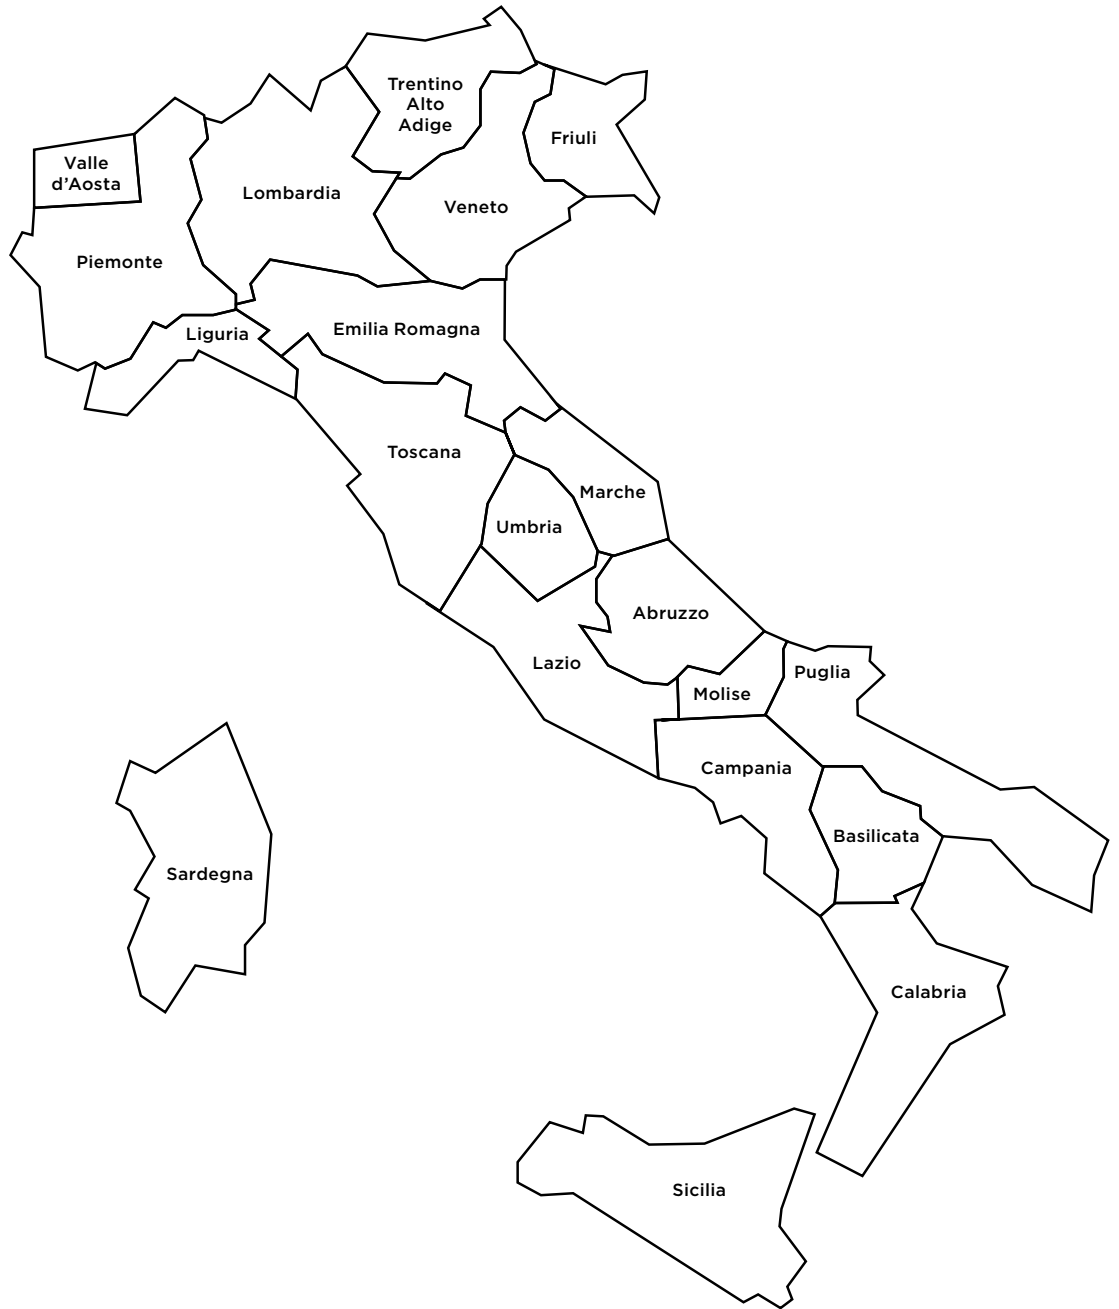 Trentino
Alto
Adige
Friuli
Valle
d'Aosta
Lombardia
Veneto
Piemonte
Liguria
Emilia Romagna
Toscana
Marche
Umbria
Abruzzo
Lazio
Puglia
Molise
Campania
Basilicata
Sardegna
Calabria
Sicilia